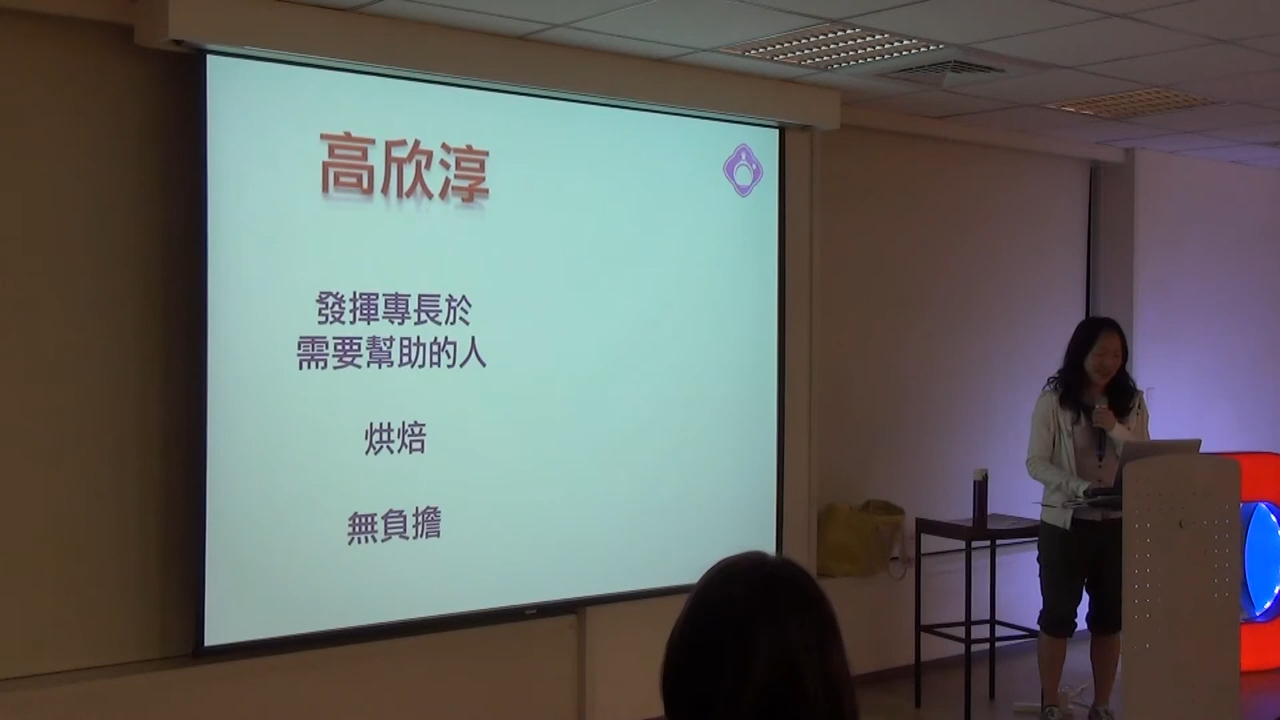 高欣淳
發揮專長於
需要幫助的人
烘焙
無負擔